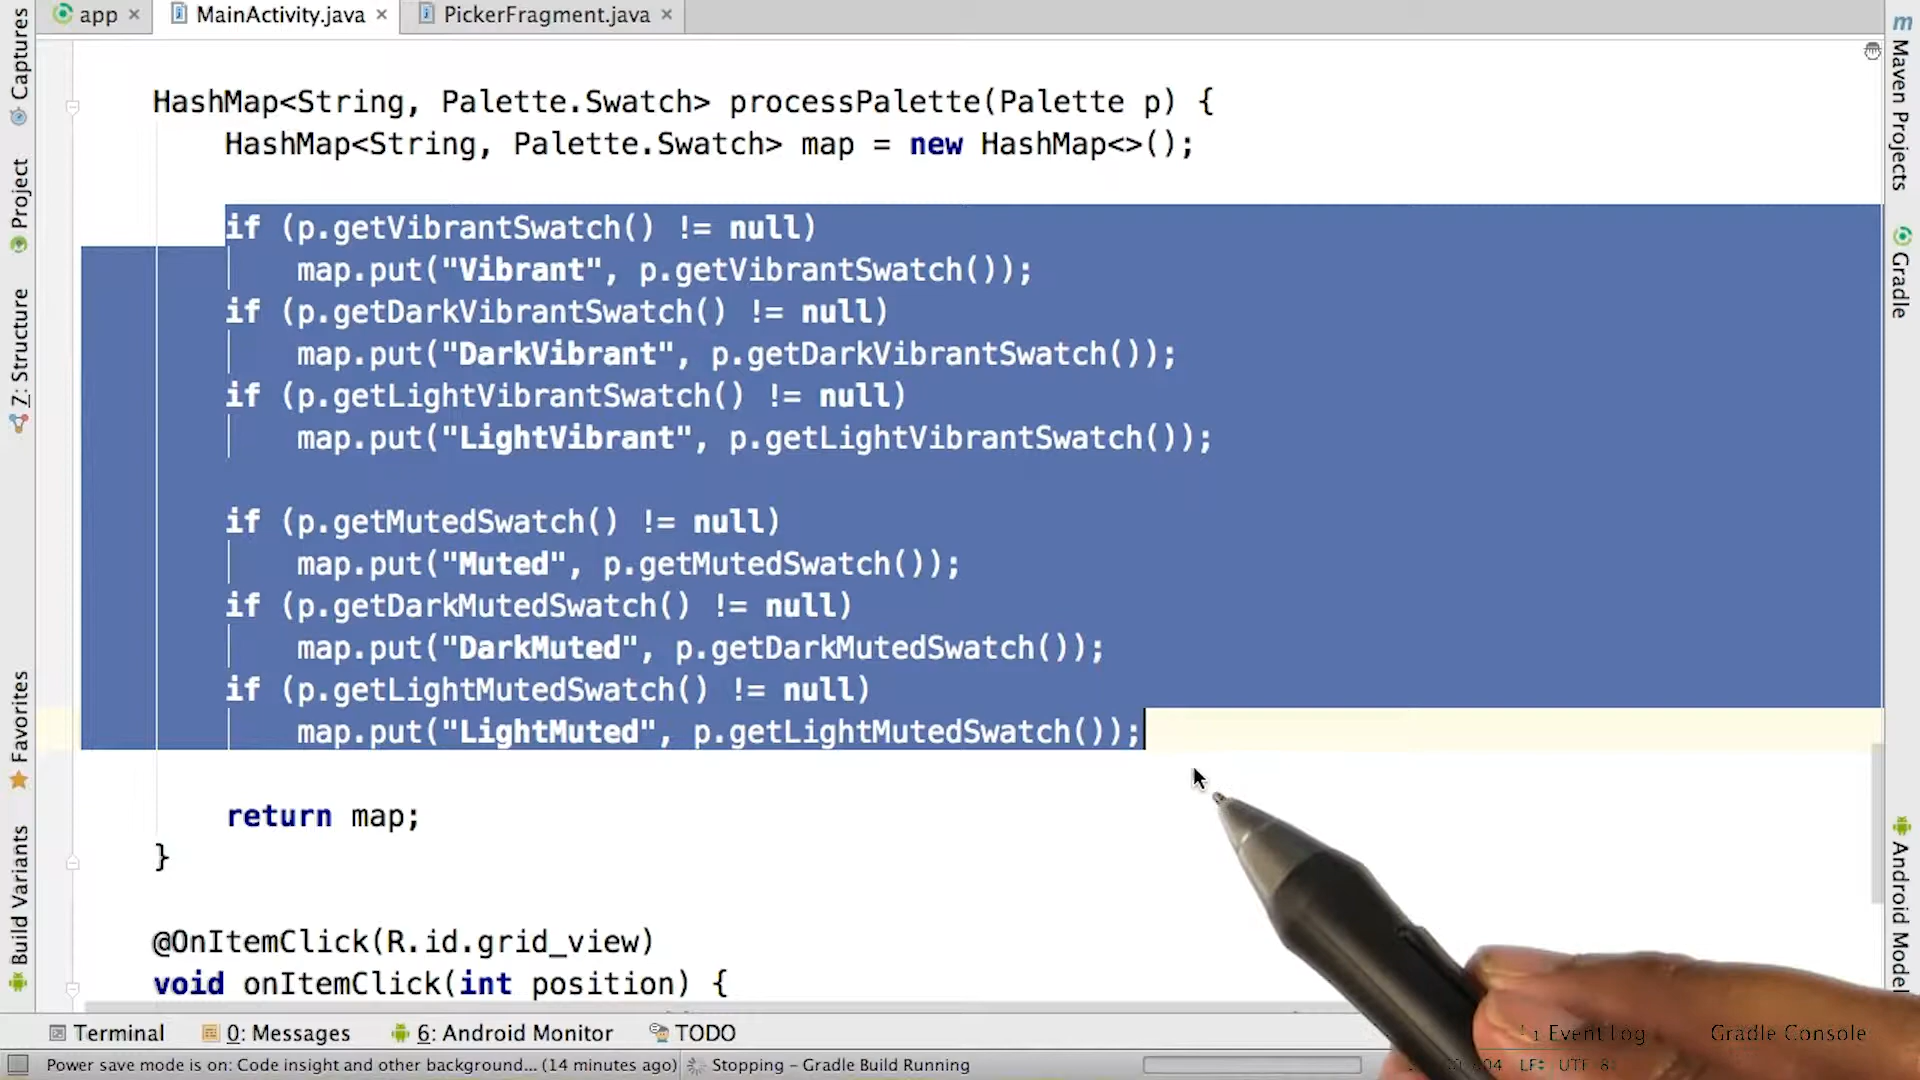 app
MainActivity.java
PickerFragment.java
Captures
Project
Z: Structure
Favorites
Build Variants
HashMap<String, Palette.Swatch> processPalette(Palette p) {
HashMap<String, Palette.Swatch> map = new HashMap<>();
if (p.getVibrantSwatch() != null)
map.put("Vibrant", p.getVibrantSwatch());
if (p.getDarkVibrantSwatch() != null)
map.put("DarkVibrant", p.getDarkVibrantSwatch());
if (p.getLightVibrantSwatch() != null)
map.put("LightVibrant", p.getLightVibrantSwatch());
if (p.getMutedSwatch() != null)
map.put("Muted", p.getMutedSwatch());
if (p.getDarkMutedSwatch() != null)
map.put("DarkMuted", p.getDarkMutedSwatch());
if (p.getLightMutedSwatch() != null)
map.put("LightMuted", p.getLightMutedSwatch());
return map;
}
@OnItemClick(R.id.grid_view)
void onItemClick(int position) {
m
Maven Projects
Gradle
Android Model
Terminal
0: Messages
6: Android Monitor
TODO
Event Log
Gradle Console
Power save mode is on: Code insight and other background... (14 minutes ago)
Stopping – Gradle Build Running
LF÷
UTF-8